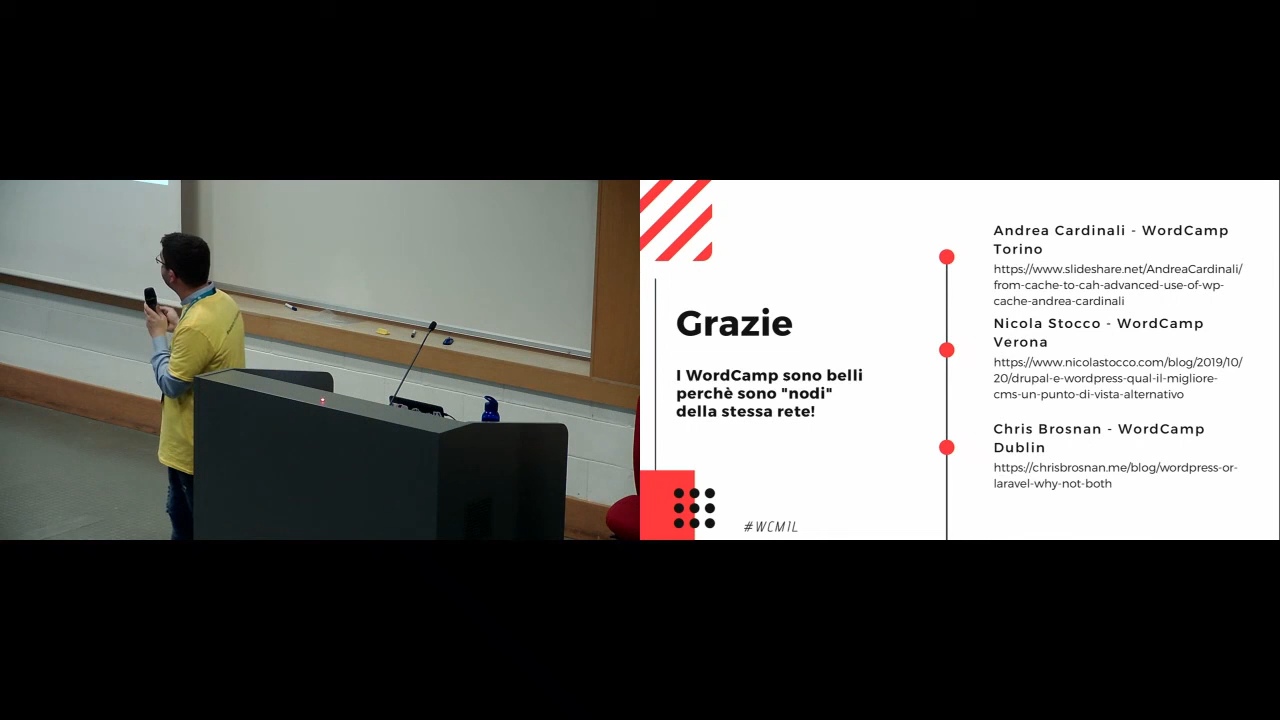 Grazie
I WordCamp sono belli
perchè sono "nodi"
della stessa rete!
#WCMIL
Andrea Cardinali - WordCamp
Torino
https://www.slideshare.net/AndreaCardinali/
from-cache-to-cah-advanced-use-of-wp-
cache-andrea-cardinali
Nicola Stocco - WordCamp
Verona
https://www.nicolastocco.com/blog/2019/10/
20/drupal-e-wordpress-qual-il-migliore-
cms-un-punto-di-vista-alternativo
Chris Brosnan - WordCamp
Dublin
https://chrisbrosnan.me/blog/wordpress-or-
laravel-why-not-both